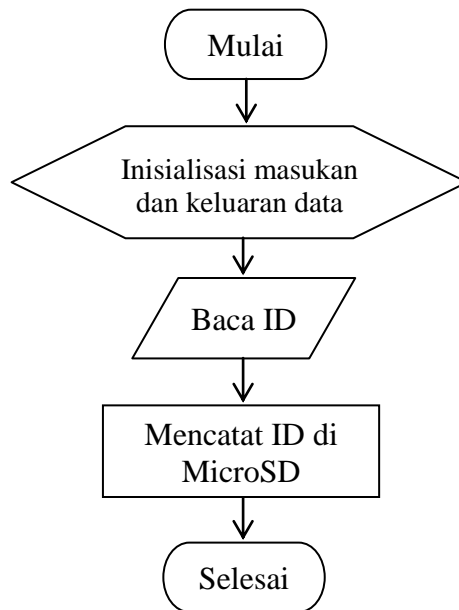 Mulai
Inisialisasi masukan
dan keluaran data
Baca ID
Mencatat ID di
MicroSD
Selesai